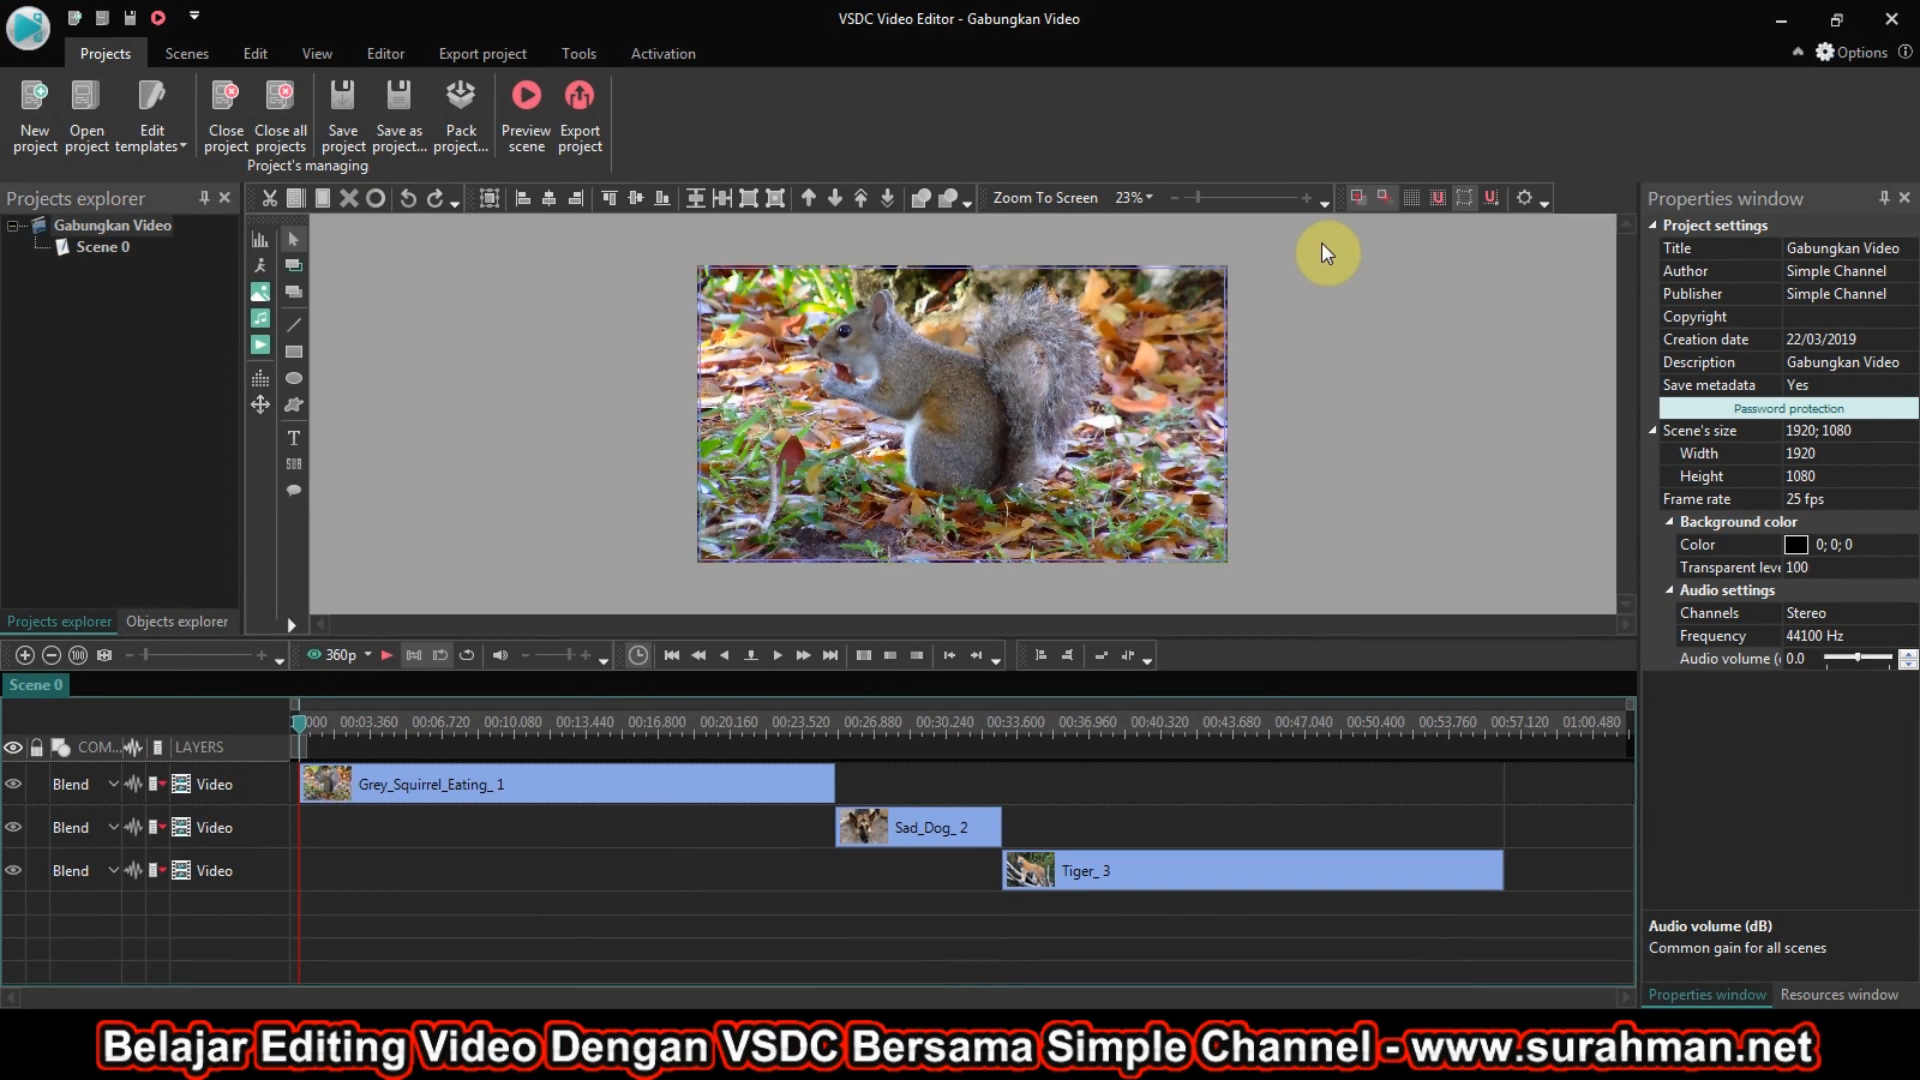 VSDC Video Editor - Gabungkan Video
Projects
Scenes
Edit
View
Editor
Export project
Tools
Activation
Options
New project
Open project
Edit templates
Close project
Close all projects
Save project
Save as project...
Pack project...
Preview scene
Export project
Project's managing
Projects explorer
Zoom To Screen
23%
Properties window
Gabungkan Video
Scene 0
T
SUB
Project settings
Title Gabungkan Video
Author Simple Channel
Publisher Simple Channel
Copyright
Creation date 22/03/2019
Description Gabungkan Video
Save metadata Yes
Password protection
Scene's size 1920; 1080
Width 1920
Height 1080
Frame rate 25 fps
Background color
Color 0; 0; 0
Transparent leve 100
Audio settings
Channels Stereo
Frequency 44100 Hz
Audio volume ( 0.0
Projects explorer
Objects explorer
100
360p
Scene 0
000 00:03.360 00:06.720 00:10.080 00:13.440 00:16.800 00:20.160 00:23.520 00:26.880 00:30.240 00:33.600 00:36.960 00:40.320 00:43.680 00:47.040 00:50.400 00:53.760 00:57.120 01:00.480
COM... LAYERS
Blend Video Grey_Squirrel_Eating_ 1
Blend Video Sad_Dog_ 2
Blend Video Tiger_ 3
Audio volume (dB)
Common gain for all scenes
Properties window
Resources window
Belajar Editing Video Dengan VSDC Bersama Simple Channel - www.surahman.net